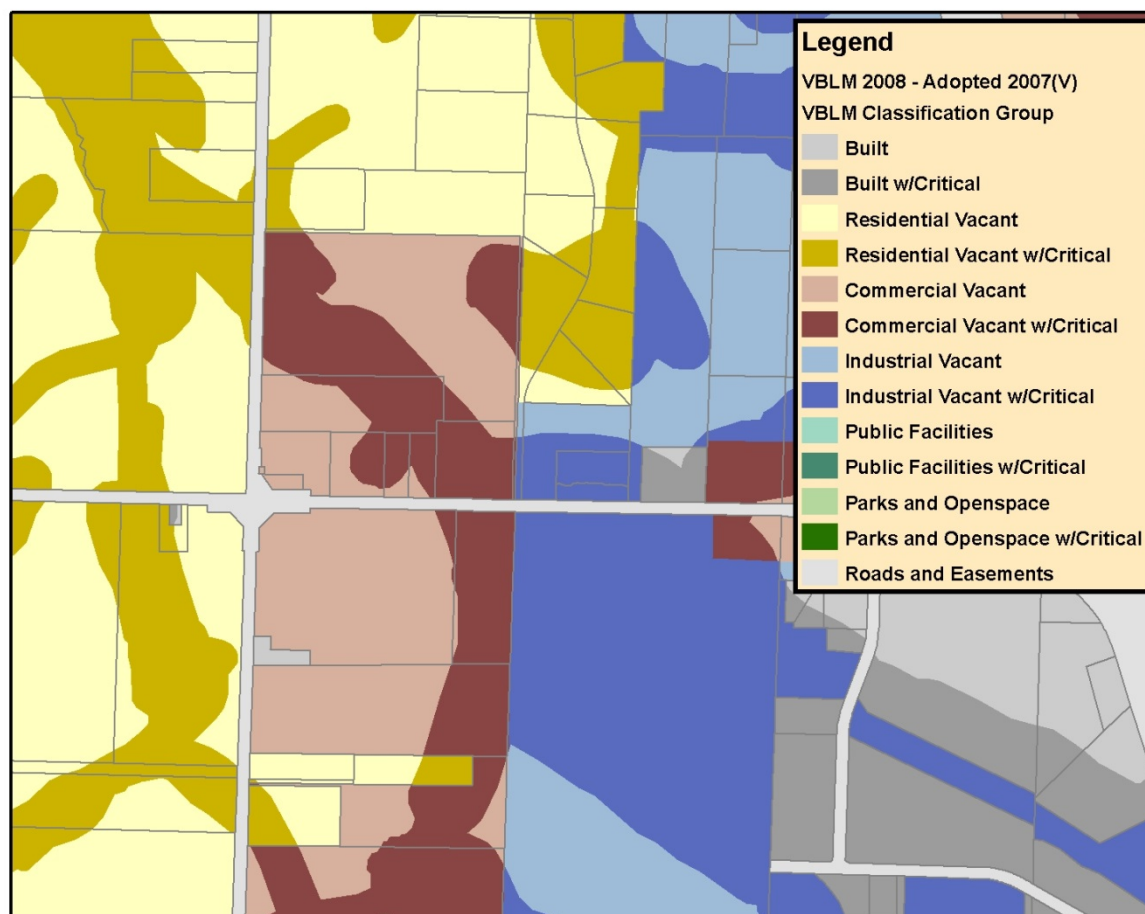 Legend
VBLM 2008 - Adopted 2007(V)
VBLM Classification Group
Built
Built w/Critical
Residential Vacant
Residential Vacant w/Critical
Commercial Vacant
Commercial Vacant w/Critical
Industrial Vacant
Industrial Vacant w/Critical
Public Facilities
Public Facilities w/Critical
Parks and Openspace
Parks and Openspace w/Critical
Roads and Easements